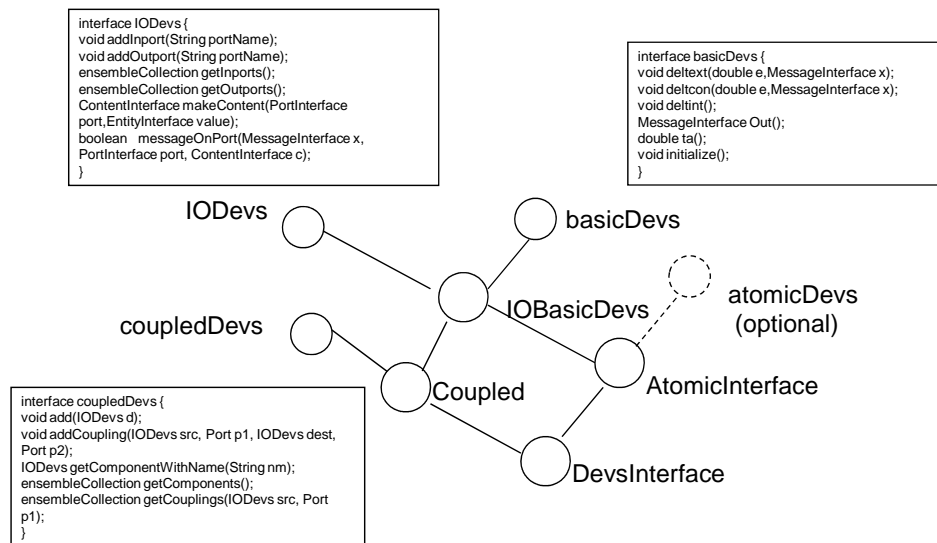 interface IODevs {
void addInport(String portName);
void addOutport(String portName);
ensembleCollection getInports();
ensembleCollection getOutports();
ContentInterface makeContent(PortInterface
port,EntityInterface value);
boolean messageOnPort(MessageInterface x,
PortInterface port, ContentInterface c);
}
interface basicDevs {
void deltext(double e,MessageInterface x);
void deltcon(double e,MessageInterface x);
void deltint();
MessageInterface Out();
double ta();
void initialize();
}
IODevs
basicDevs
IOBasicDevs
atomicDevs
(optional)
coupledDevs
Coupled
AtomicInterface
DevsInterface
interface coupledDevs {
void add(IODevs d);
void addCoupling(IODevs src, Port p1, IODevs dest,
Port p2);
IODevs getComponentWithName(String nm);
ensembleCollection getComponents();
ensembleCollection getCouplings(IODevs src, Port
p1);
}